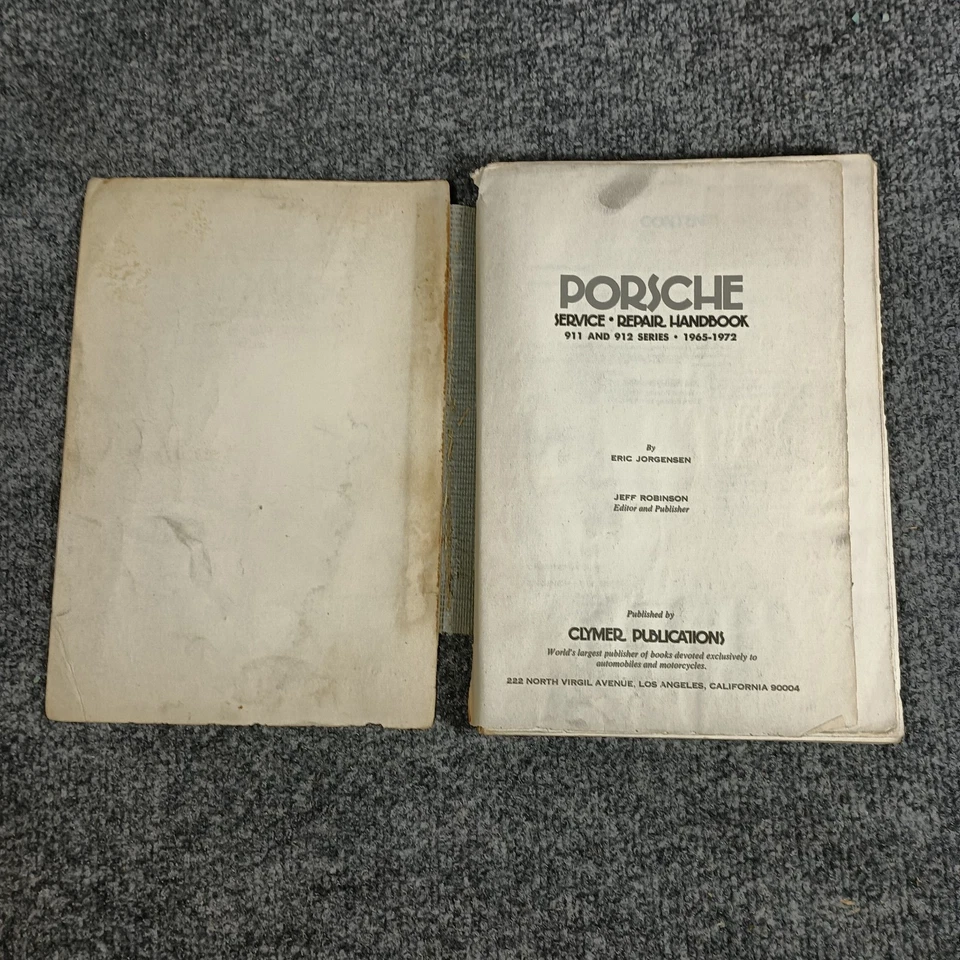 PORSCHE
SERVICE • REPAIR HANDBOOK
911 AND 912 SERIES • 1965-1972
By
ERIC JORGENSEN
JEFF ROBINSON
Editor and Publisher
Published by
CLYMER PUBLICATIONS
World's largest publisher of books devoted exclusively to
automobiles and motorcycles.
222 NORTH VIRGIL AVENUE, LOS ANGELES, CALIFORNIA 90004